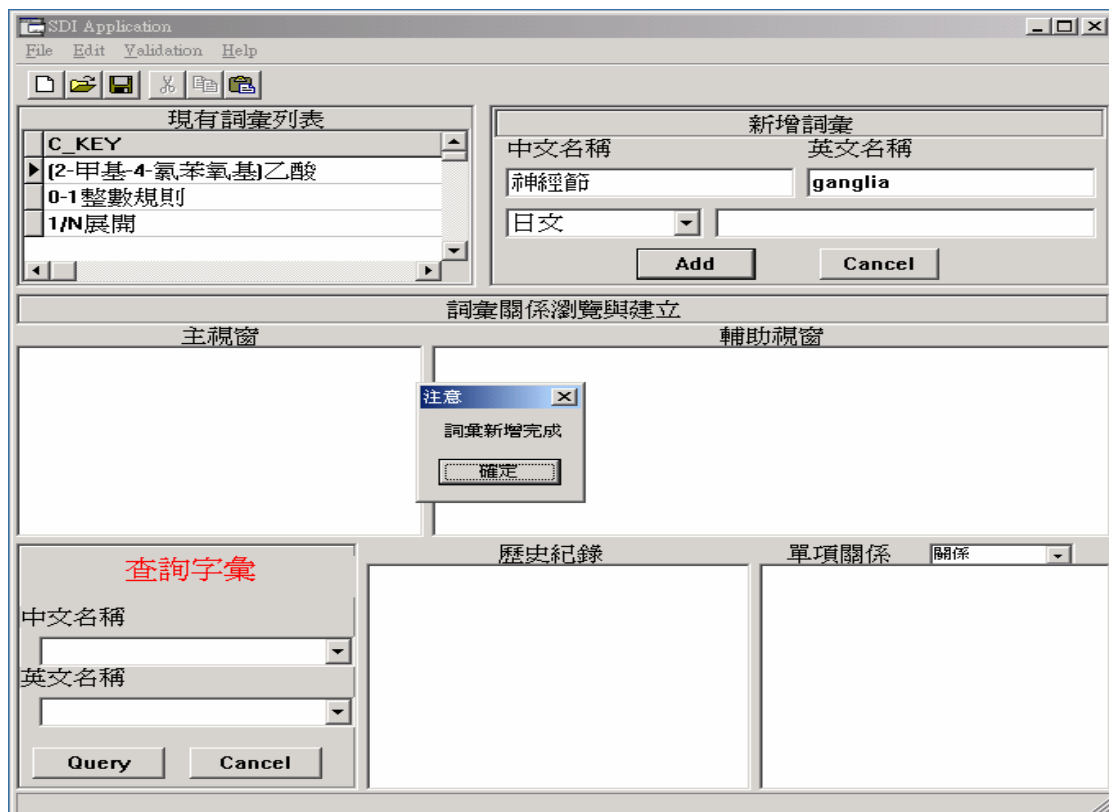 SDI Application
File Edit Validation Help
現有詞彙列表
C_KEY
(2-甲基-4-氯苯氧基)乙酸
0-1整數規則
1/N展開
新增詞彙
中文名稱 英文名稱
神經節 ganglia
日文
Add Cancel
詞彙關係瀏覽與建立
主視窗 輔助視窗
注意
詞彙新增完成
確定
查詢字彙
中文名稱
英文名稱
Query Cancel
歷史紀錄
單項關係 關係